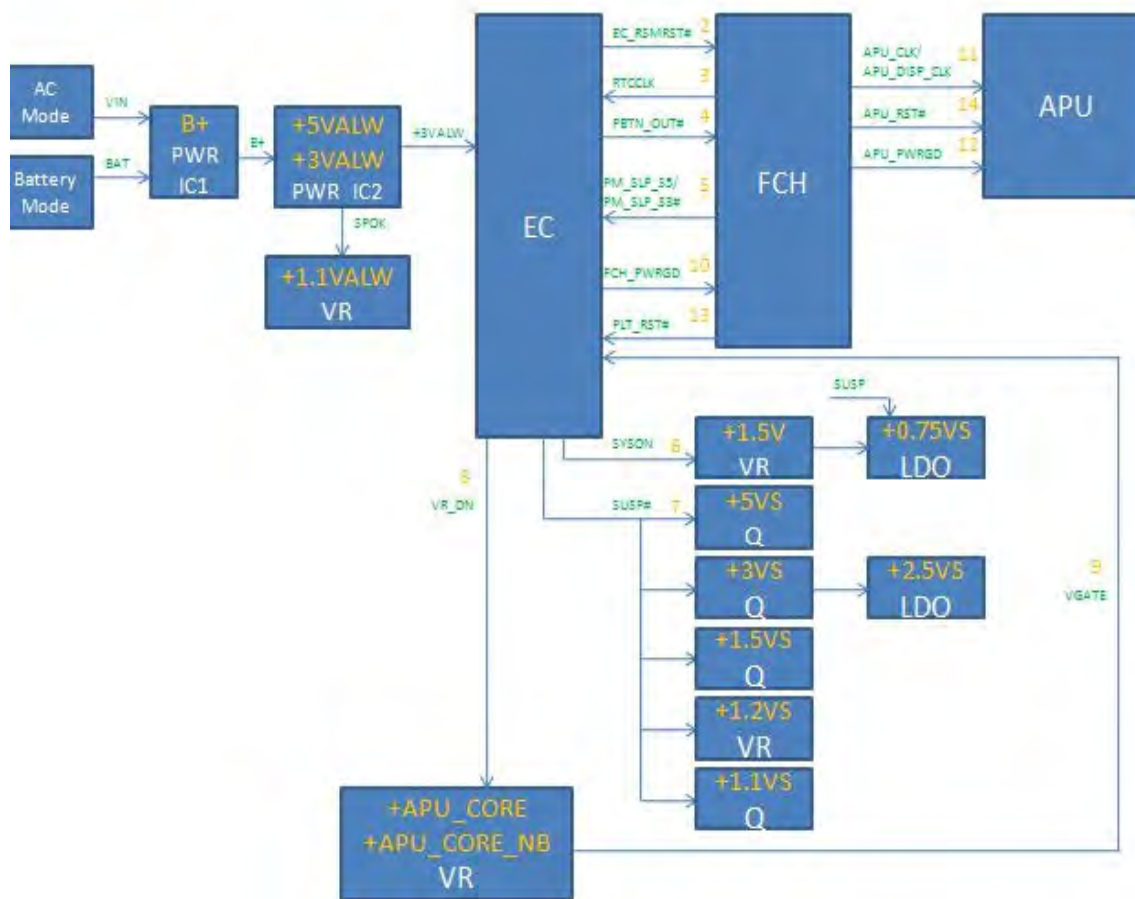 AC
Mode
Battery
Mode
VIN
BAT
B+
PWR
IC1
B+
+5VALW
+3VALW
PWR IC2
+3VALW
SPOK
+1.1VALW
VR
EC
EC_RSMRST# 2
RTCCLK 3
PBTN_OUT# 4
PM_SLP_S5/ 5
PM_SLP_S3#
FCH_PWRGD 10
PLT_RST# 13
FCH
APU_CLK/ 11
APU_DISP_CLK
APU_RST# 14
APU_PWRGD 12
APU
SUSP
SYSON 6
+1.5V
VR
+0.75VS
LDO
8
VR_ON
SUSP# 7
+5VS
Q
+3VS
Q
+2.5VS
LDO
9
VGATE
+1.5VS
Q
+1.2VS
VR
+1.1VS
Q
+APU_CORE
+APU_CORE_NB
VR